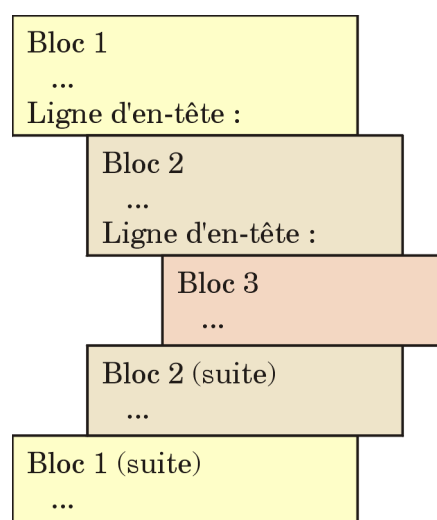 Bloc 1
...
Ligne d'en-tête :
Bloc 2
...
Ligne d'en-tête :
Bloc 3
...
Bloc 2 (suite)
...
Bloc 1 (suite)
...